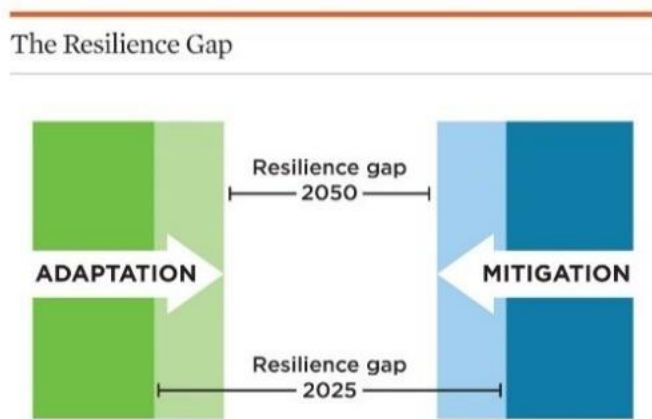 The Resilience Gap
Resilience gap
2050
ADAPTATION
MITIGATION
Resilience gap
2025